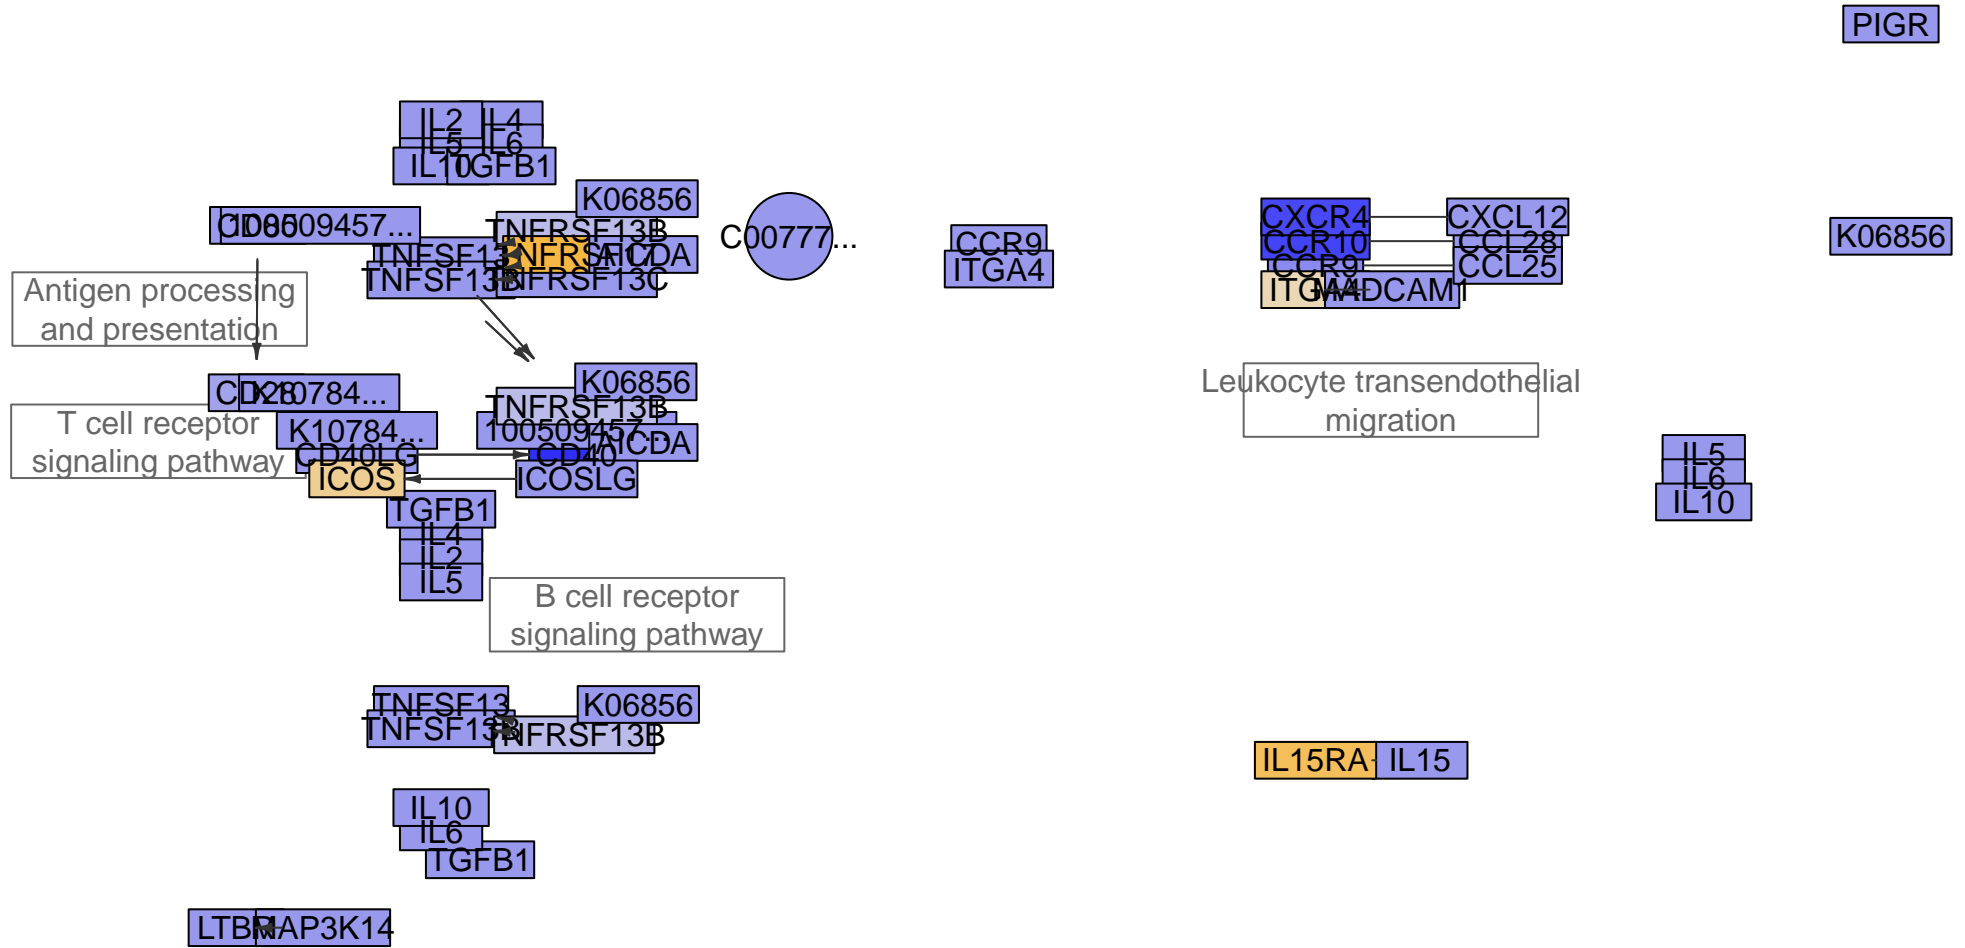 PIGR
IL2
IL4
IL5
IL6
IL10
TGFB1
K06856
100509457...
TNFRSF13B
TNFSF13
AICDA
TNFSF13B
TNFRSF13C
C00777...
CCR9
ITGA4
CXCR4
CXCL12
CCR10
CCL28
CCR9
CCL25
MADCAM1
K06856
Antigen processing
and presentation
K06856
CD28
K10784...
TNFRSF13B
Leukocyte transendothelial
migration
T cell receptor
signaling pathway
K10784...
100509457...
AICDA
CD40LG
CD40
ICOS
ICOSLG
TGFB1
IL4
IL2
IL5
IL5
IL6
IL10
B cell receptor
signaling pathway
TNFSF13
K06856
TNFSF13B
TNFRSF13B
IL15RA
IL15
IL10
IL6
TGFB1
MAP3K14